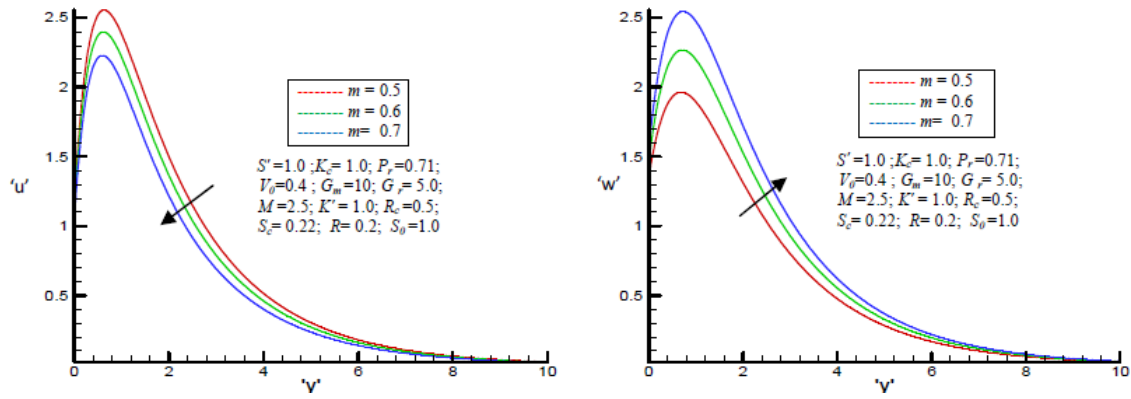 2.5
2
1.5
1
0.5
'u'
m = 0.5
m = 0.6
m= 0.7
S'=1.0 ;Kc= 1.0; Pr=0.71;
V0=0.4 ; Gm=10; Gr= 5.0;
M=2.5; K'= 1.0; Rc=0.5;
Sc=0.22; R= 0.2; S0=1.0
0 2 4 6 8 10
'y'
2.5
2
1.5
1
0.5
'w'
m = 0.5
m = 0.6
m= 0.7
S'=1.0 ;Kc= 1.0; Pr=0.71;
V0=0.4 ; Gm=10; Gr= 5.0;
M=2.5; K'= 1.0; Rc=0.5;
Sc=0.22; R= 0.2; S0=1.0
0 2 4 6 8 10
'y'